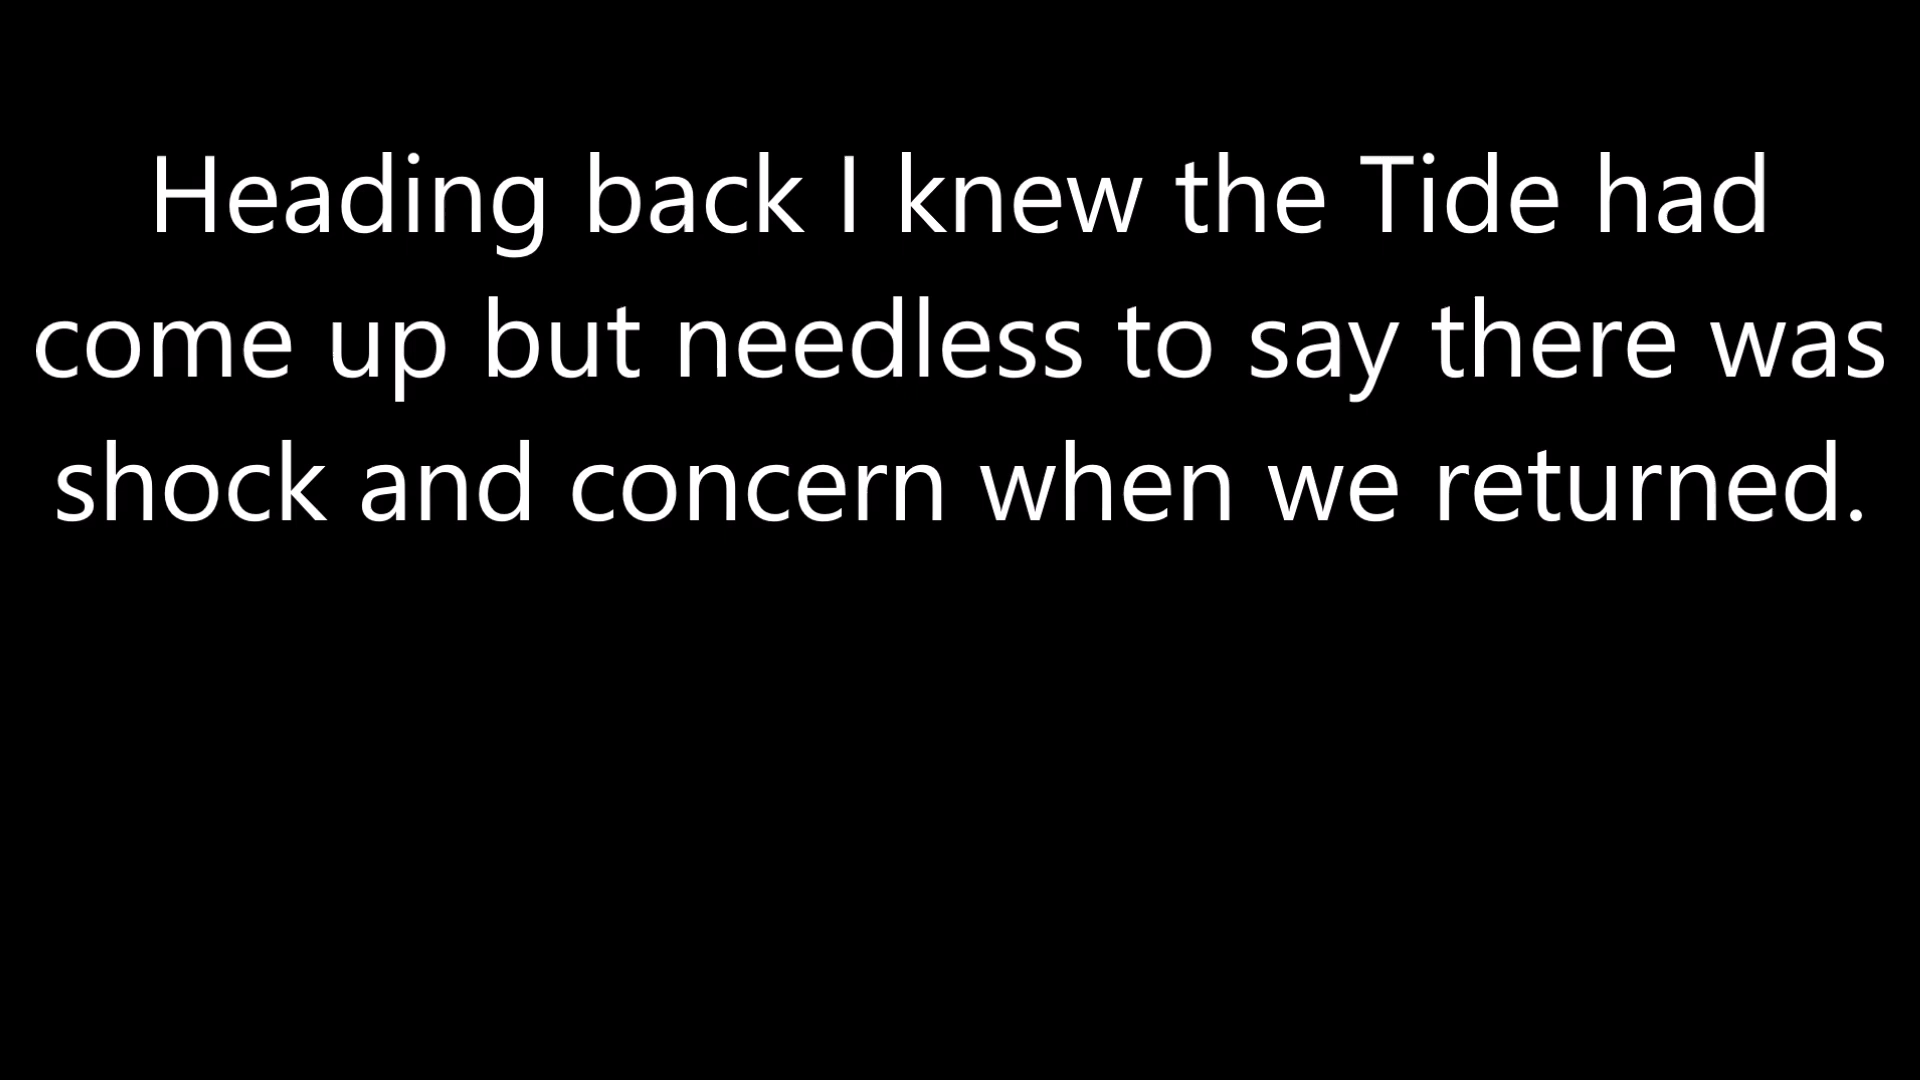 Heading back I knew the Tide had
come up but needless to say there was
shock and concern when we returned.